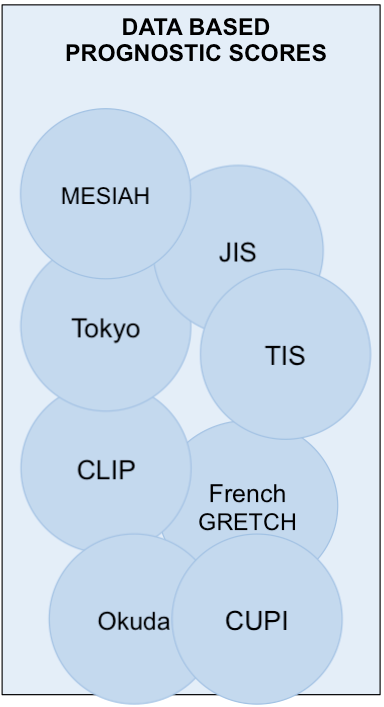 DATA BASED
PROGNOSTIC SCORES
MESIAH
JIS
Tokyo
TIS
CLIP
French
GRETCH
Okuda
CUPI